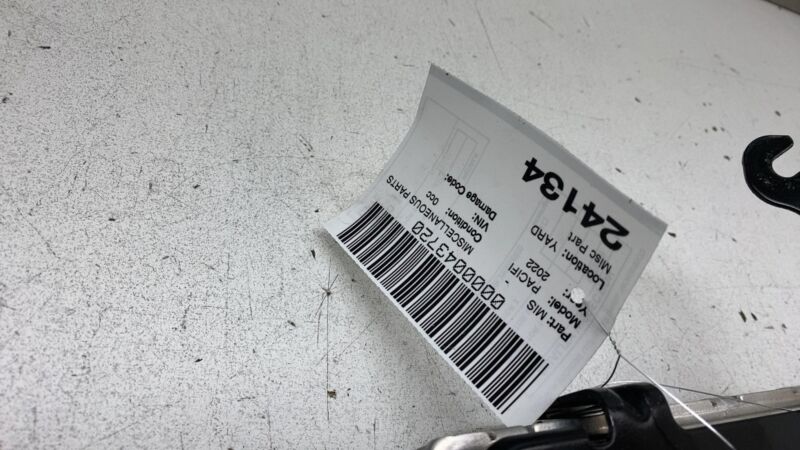 0000043720
Part: MIS - MISCELLANEOUS PARTS
Model: PACIFI
Year: 2022 Condition: 0cc
VIN:
Location: YARD Damage Code:
Misc Part
24134